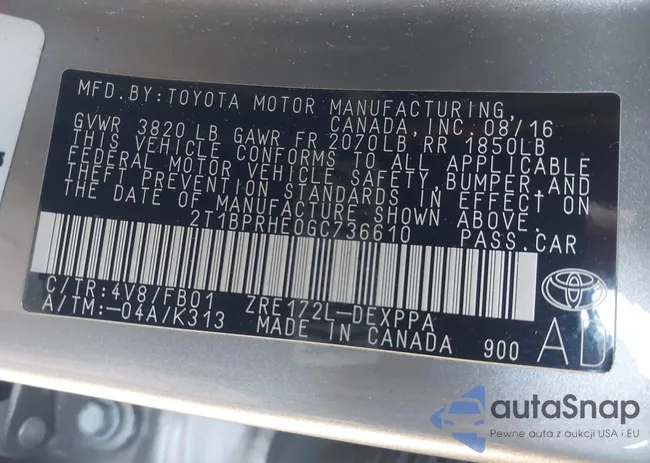 MFD. BY: TOYOTA MOTOR MANUFACTURING,
CANADA, INC. 08/16
GVWR 3820 LB GAWR FR 2070LB, RR 1850LB
THIS VEHICLE CONFORMS TO ALL APPLICABLE
FEDERAL MOTOR VEHICLE SAFETY, BUMPER, AND
THEFT PREVENTION STANDARDS IN EFFECT ON
THE DATE OF MANUFACTURE SHOWN ABOVE.
2T1BPRHE0GC736610 PASS. CAR
C/TR: 4V8/FB01 ZRE172L-DEXPPA
A/TM: -04A/K313 MADE IN CANADA 900 AD
autaSnap
Pewne auta z aukcji USA i EU